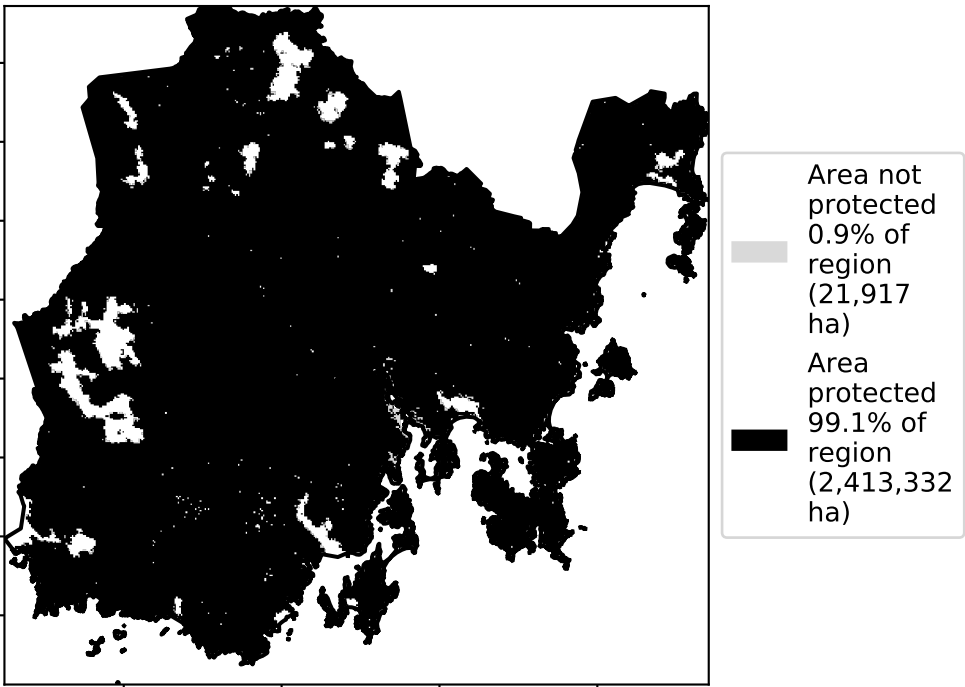 Area not
protected
0.9% of
region
(21,917
ha)
Area
protected
99.1% of
region
(2,413,332
ha)